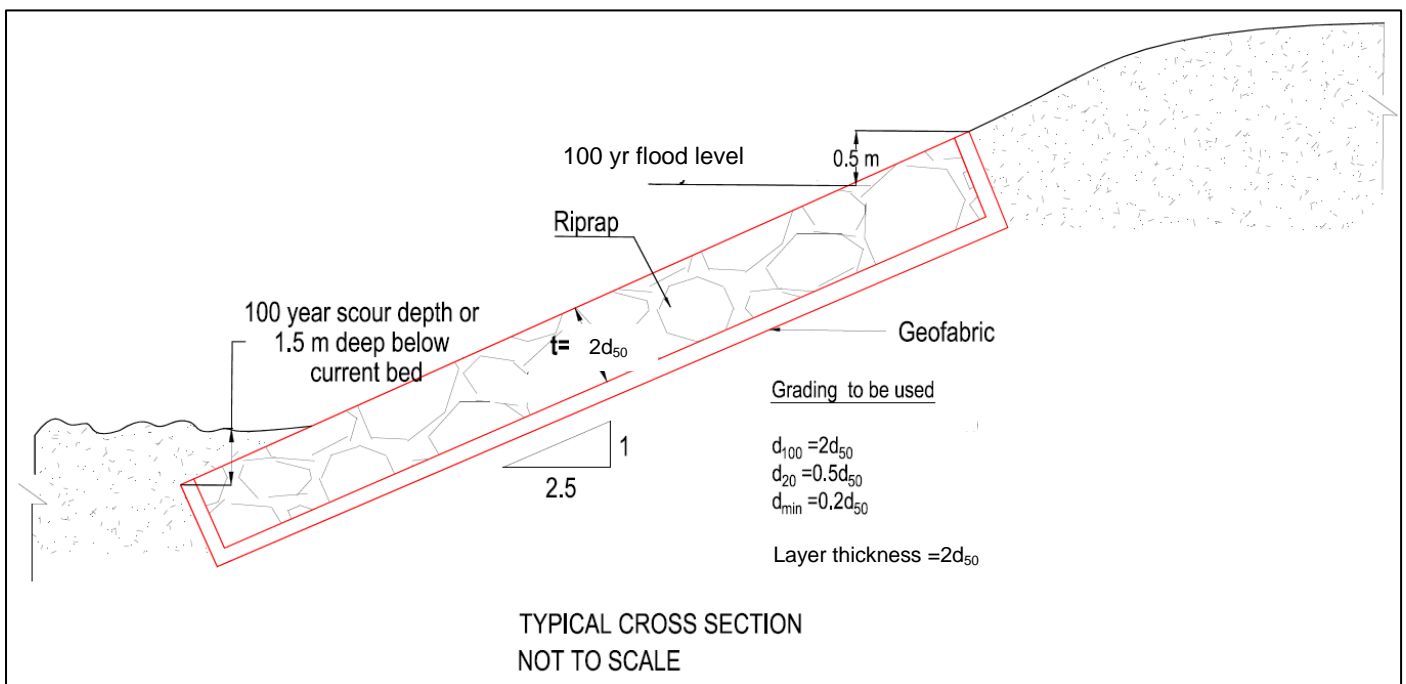 100 yr flood level
0.5 m
Riprap
100 year scour depth or
1.5 m deep below
current bed
t= 2d₅₀
Geofabric
Grading to be used
d₁₀₀ =2d₅₀
d₂₀ =0.5d₅₀
dₘᵢₙ =0.2d₅₀
Layer thickness =2d₅₀
1
2.5
TYPICAL CROSS SECTION
NOT TO SCALE